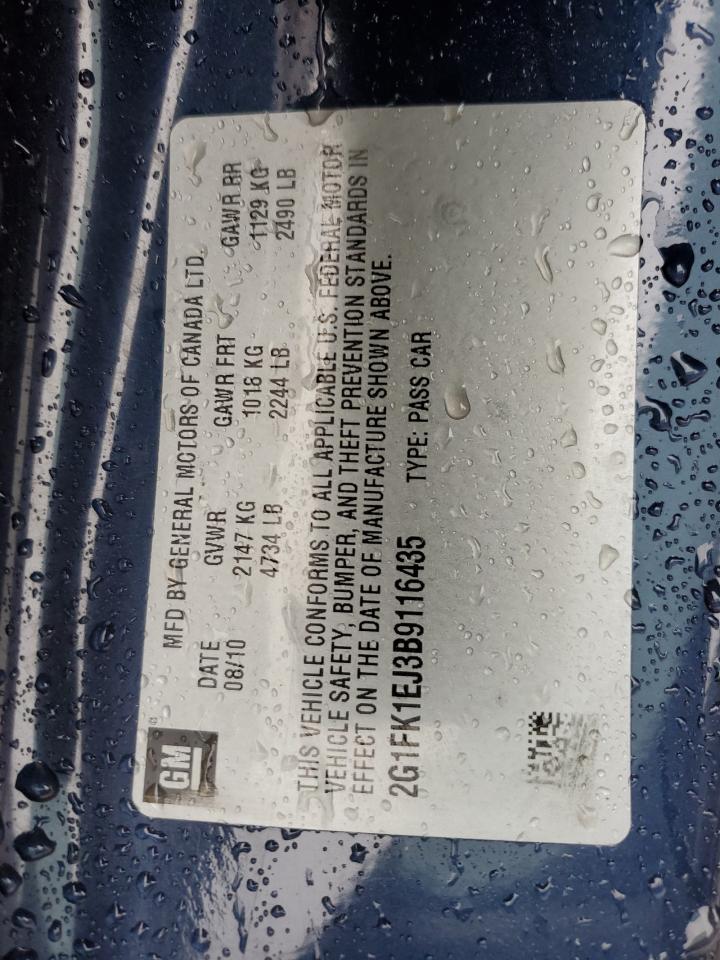 GM
MFD BY GENERAL MOTORS OF CANADA LTD.
DATE GVWR GAWR FRT GAWR RR
08/10 2147 KG 1018 KG 1129 KG
4734 LB 2244 LB 2490 LB
THIS VEHICLE CONFORMS TO ALL APPLICABLE U.S. FEDERAL MOTOR
VEHICLE SAFETY, BUMPER, AND THEFT PREVENTION STANDARDS IN
EFFECT ON THE DATE OF MANUFACTURE SHOWN ABOVE.
2G1FK1EJ3B9116435 TYPE: PASS CAR